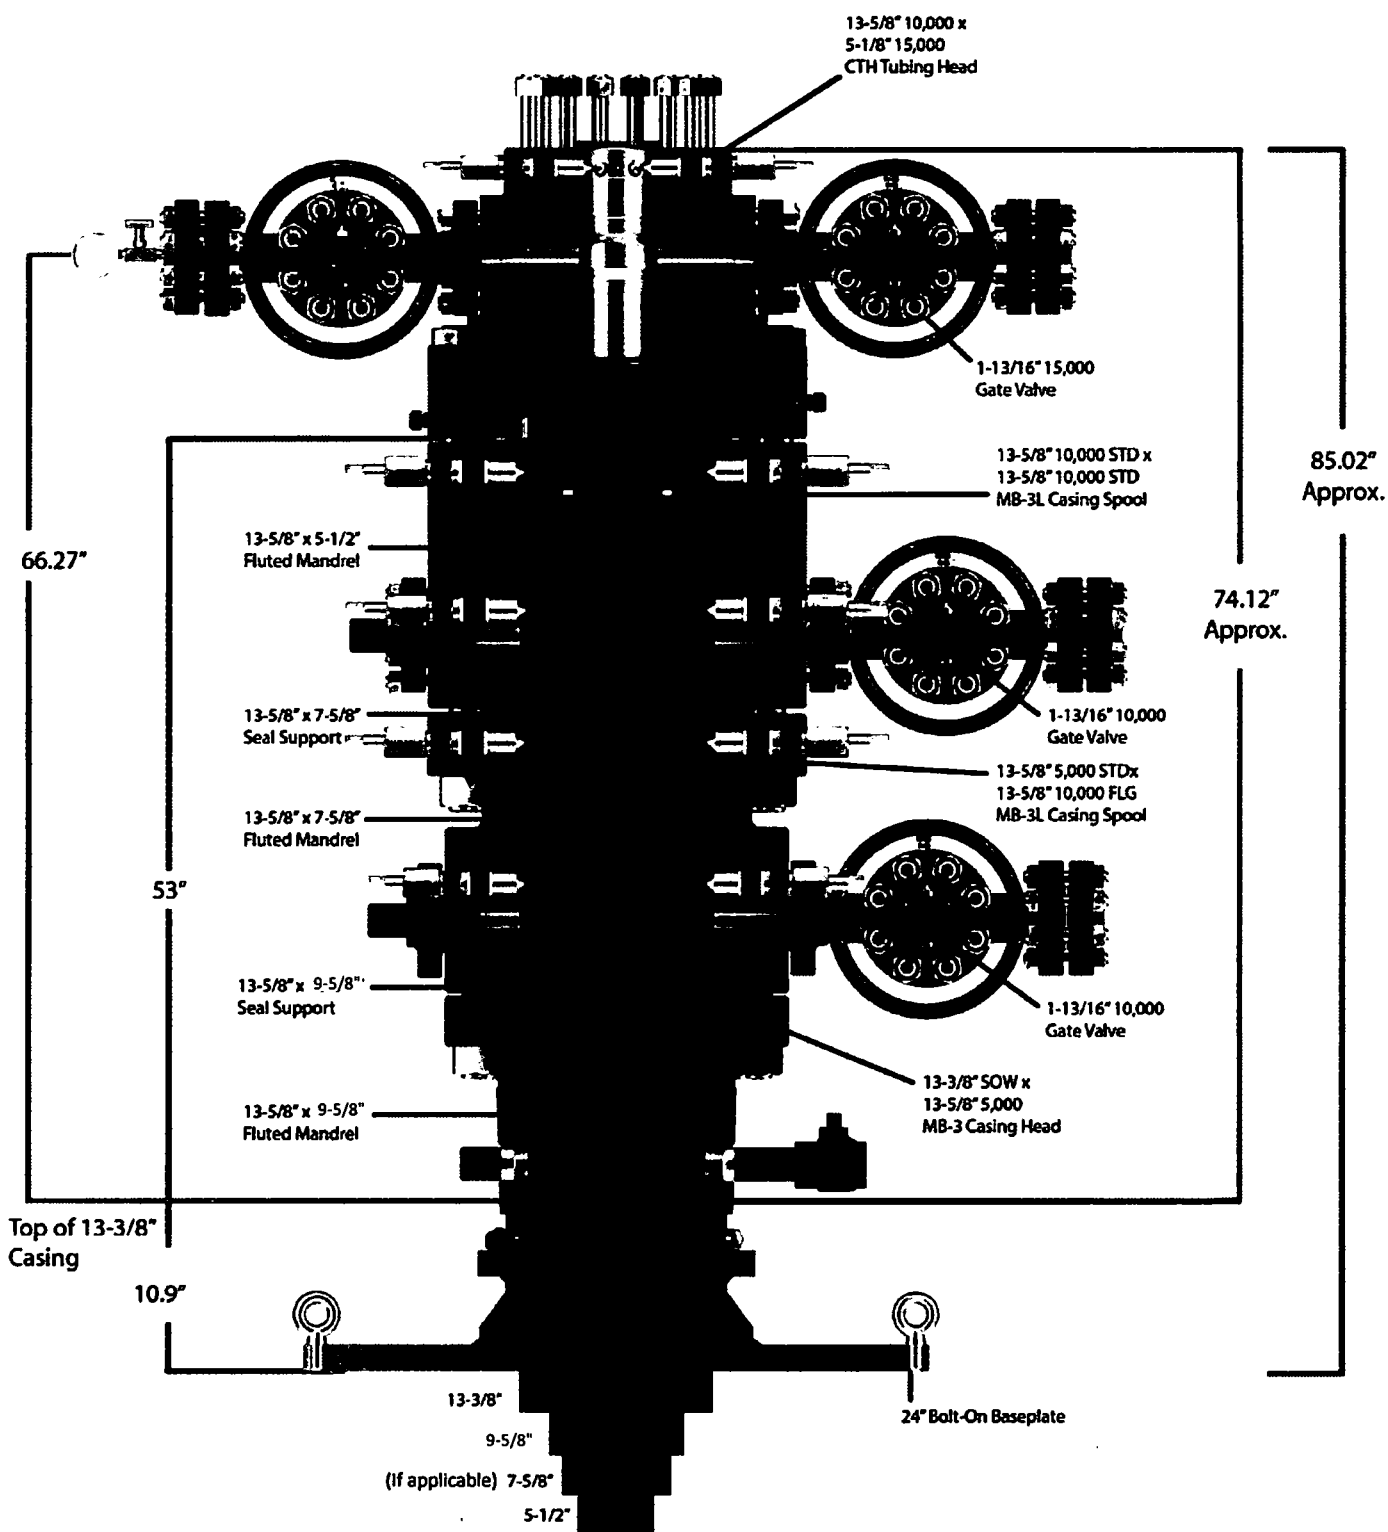 13-5/8" 10,000 x
5-1/8" 15,000
CTH Tubing Head
1-13/16" 15,000
Gate Valve
13-5/8" 10,000 STD x
13-5/8" 10,000 STD
MB-3L Casing Spool
85.02"
Approx.
13-5/8" x 5-1/2"
Fluted Mandrel
66.27"
74.12"
Approx.
13-5/8" x 7-5/8"
Seal Support
1-13/16" 10,000
Gate Valve
13-5/8" 5,000 STDx
13-5/8" 10,000 FLG
MB-3L Casing Spool
13-5/8" x 7-5/8"
Fluted Mandrel
53"
13-5/8" x 9-5/8"
Seal Support
1-13/16" 10,000
Gate Valve
13-3/8" SOW x
13-5/8" 5,000
MB-3 Casing Head
13-5/8" x 9-5/8"
Fluted Mandrel
Top of 13-3/8"
Casing
10.9"
13-3/8"
24" Bolt-On Baseplate
9-5/8"
(If applicable) 7-5/8"
5-1/2"